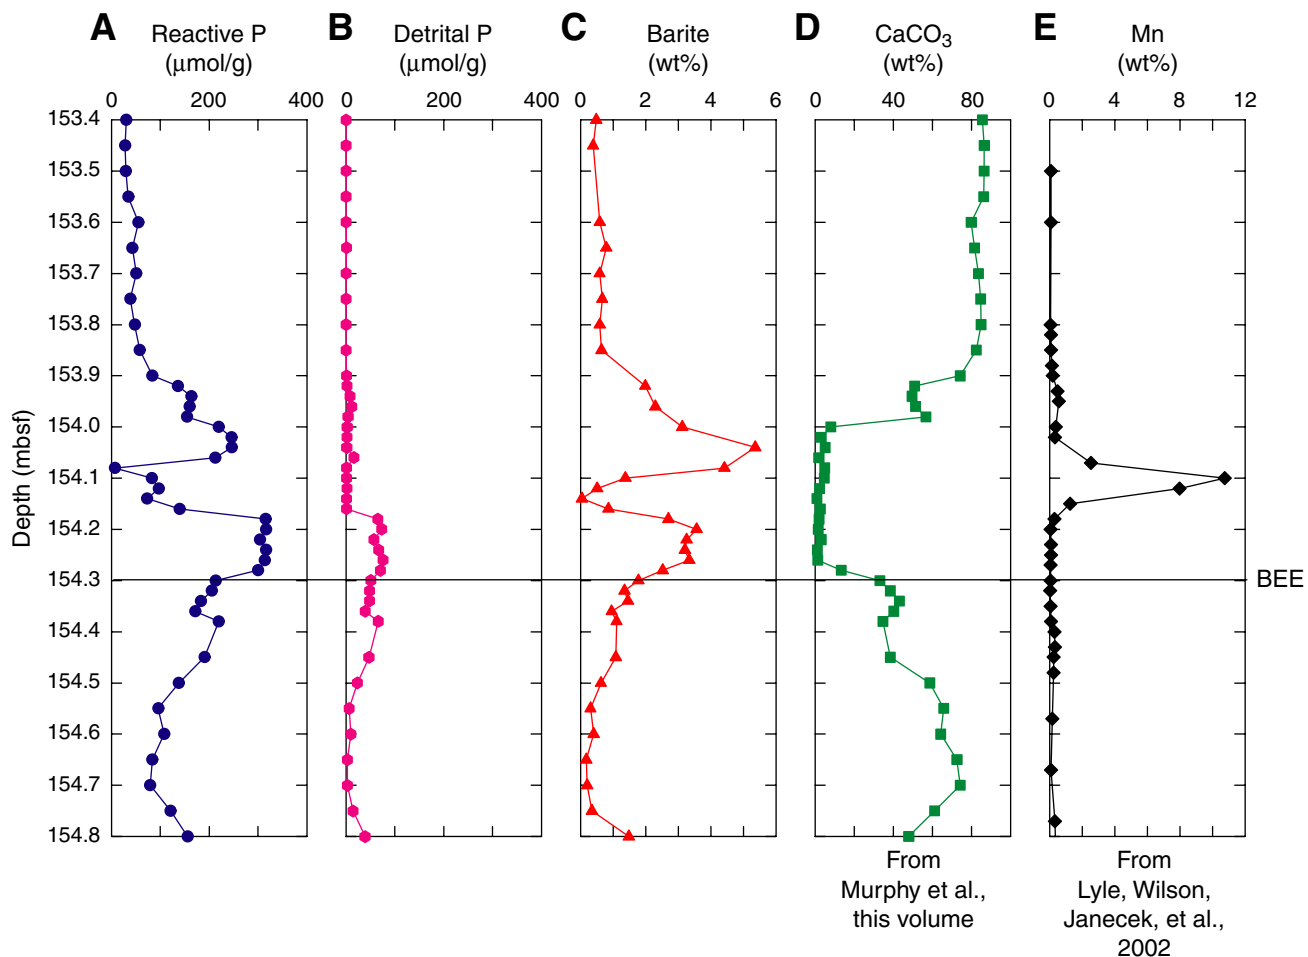 A Reactive P (μmol/g)
B Detrital P (μmol/g)
C Barite (wt%)
D CaCO3 (wt%)
E Mn (wt%)
0 200 400
0 200 400
0 2 4 6
0 40 80
0 4 8 12
Depth (mbsf)
153.4
153.5
153.6
153.7
153.8
153.9
154.0
154.1
154.2
154.3
154.4
154.5
154.6
154.7
154.8
BEE
From
Murphy et al.,
this volume
From
Lyle, Wilson,
Janecek, et al.,
2002